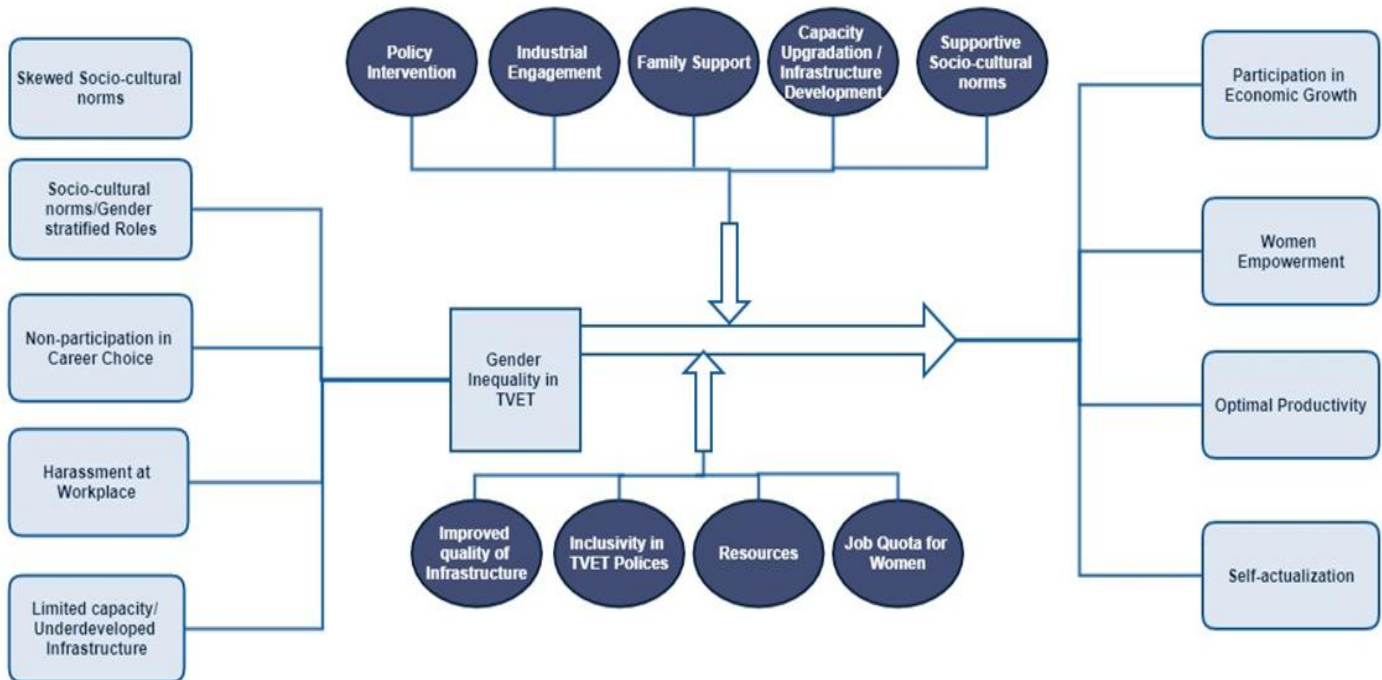 Skewed Socio-cultural
norms
Socio-cultural
norms/Gender
stratified Roles
Non-participation in
Career Choice
Harassment at
Workplace
Limited capacity/
Underdeveloped
Infrastructure
Policy
Intervention
Industrial
Engagement
Family Support
Capacity
Upgradation /
Infrastructure
Development
Supportive
Socio-cultural
norms
Gender
Inequality in
TVET
Improved
quality of
Infrastructure
Inclusivity in
TVET Polices
Resources
Job Quota for
Women
Participation in
Economic Growth
Women
Empowerment
Optimal Productivity
Self-actualization